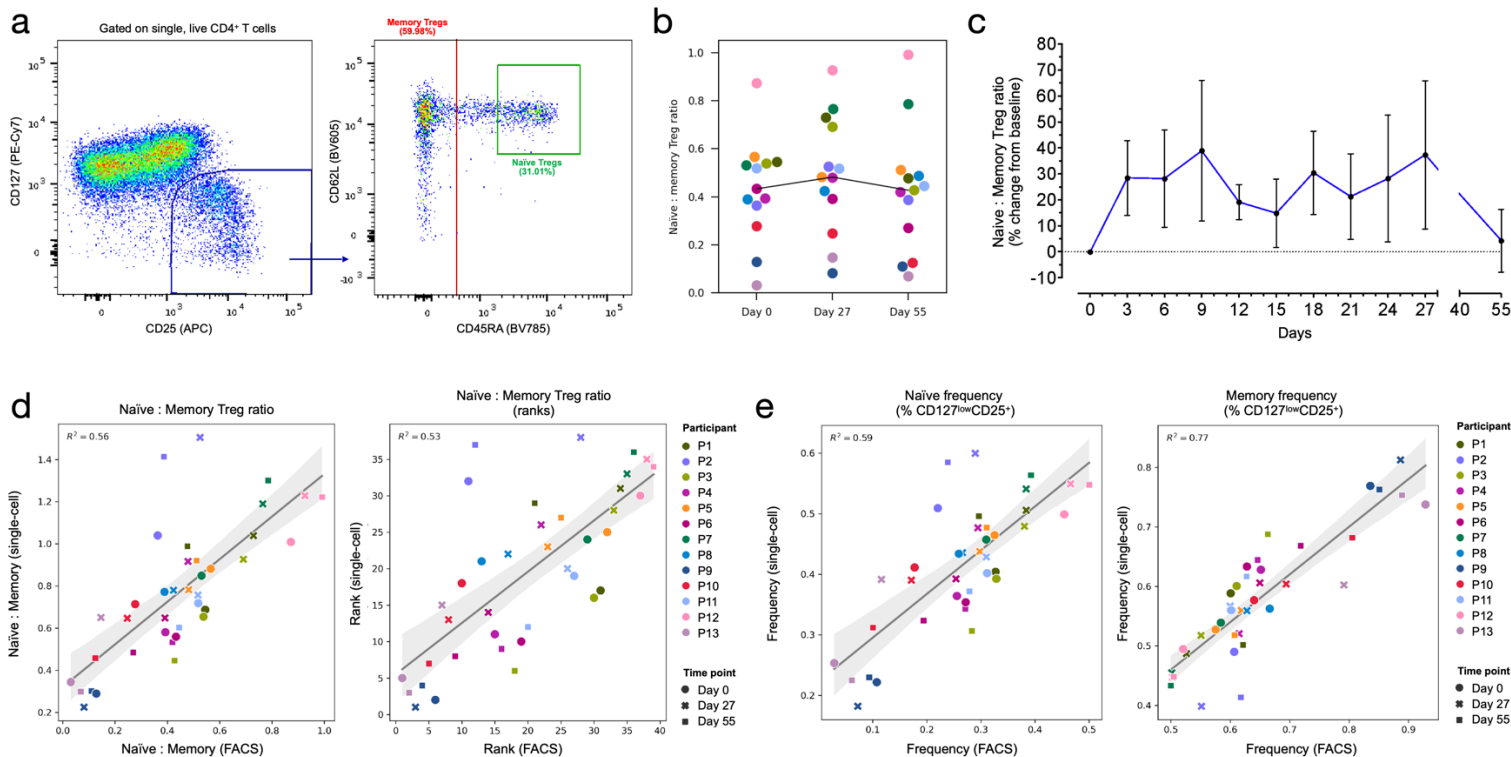 a
Gated on single, live CD4⁺ T cells
CD127 (PE-Cy7)
10⁵
10⁴
10³
0
0
10³
10⁴
10⁵
CD25 (APC)
Memory Tregs
(59.98%)
CD62L (BV605)
10⁵
10⁴
10³
0
-10³
0
10³
10⁴
10⁵
CD45RA (BV785)
Naïve Tregs
(31.01%)
b
Naïve : memory Treg ratio
1.0
0.8
0.6
0.4
0.2
0.0
Day 0
Day 27
Day 55
c
Naive : Memory Treg ratio
(% change from baseline)
80
70
60
50
40
30
20
10
0
-10
0 3 6 9 12 15 18 21 24 27 40 55
Days
d
Naïve : Memory Treg ratio
R² = 0.56
Naïve : Memory (single-cell)
1.4
1.2
1.0
0.8
0.6
0.4
0.2
0.0 0.2 0.4 0.6 0.8 1.0
Naïve : Memory (FACS)
Naïve : Memory Treg ratio
(ranks)
R² = 0.53
Rank (single-cell)
35
30
25
20
15
10
5
0
0 5 10 15 20 25 30 35 40
Rank (FACS)
Participant
P1
P2
P3
P4
P5
P6
P7
P8
P9
P10
P11
P12
P13
Time point
Day 0
Day 27
Day 55
e
Naïve frequency
(% CD127ˡᵒʷCD25⁺)
R² = 0.59
Frequency (single-cell)
0.6
0.5
0.4
0.3
0.2
0.1 0.2 0.3 0.4 0.5
Frequency (FACS)
Memory frequency
(% CD127ˡᵒʷCD25⁺)
R² = 0.77
Frequency (single-cell)
0.8
0.7
0.6
0.5
0.4
0.5 0.6 0.7 0.8 0.9
Frequency (FACS)
Participant
P1
P2
P3
P4
P5
P6
P7
P8
P9
P10
P11
P12
P13
Time point
Day 0
Day 27
Day 55